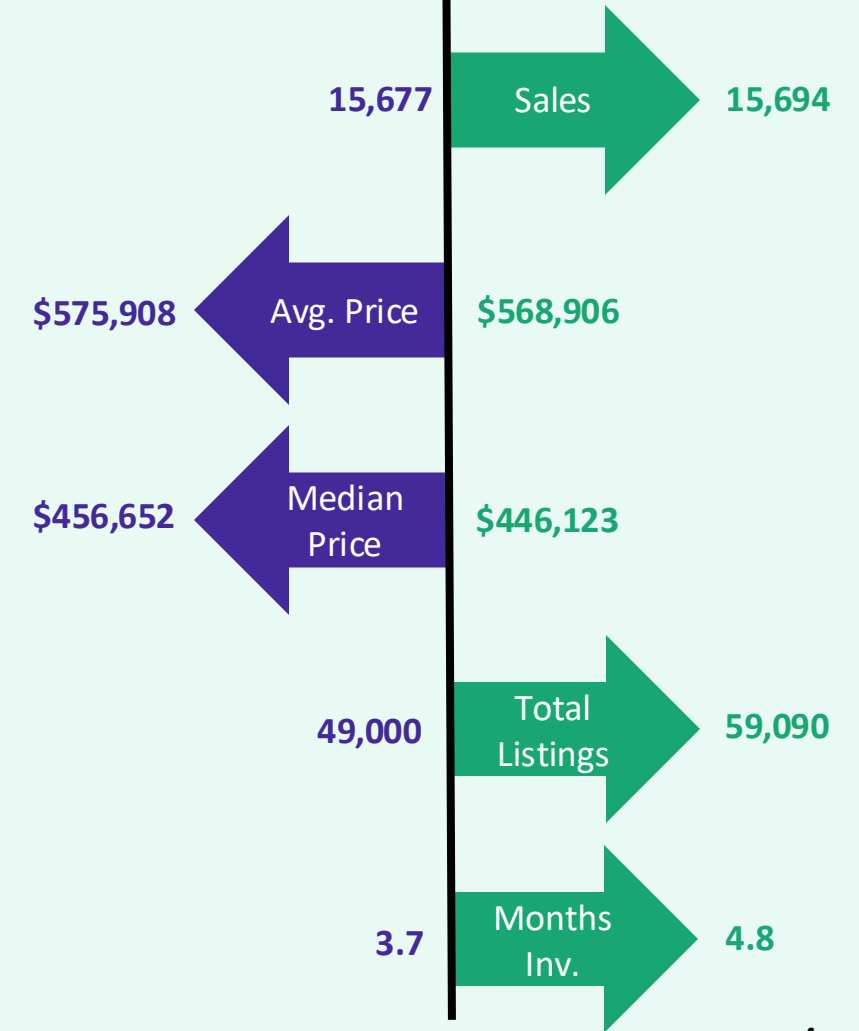 15,677 Sales 15,694
$575,908 Avg. Price $568,906
$456,652 Median Price $446,123
49,000 Total Listings 59,090
3.7 Months Inv. 4.8